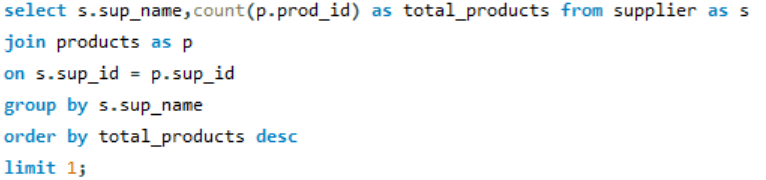 select s.sup_name,count(p.prod_id) as total_products from supplier as s
join products as p
on s.sup_id = p.sup_id
group by s.sup_name
order by total_products desc
limit 1;